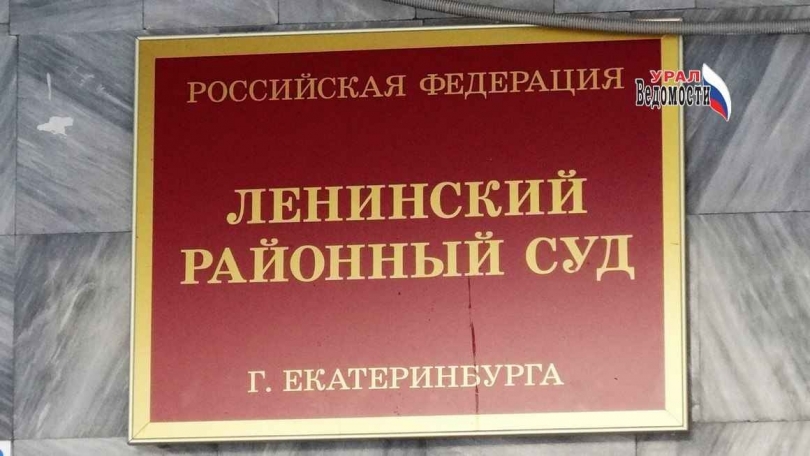 РОССИЙСКАЯ ФЕДЕРАЦИЯ
УРАЛ
Ведомости
ЛЕНИНСКИЙ
РАЙОННЫЙ СУД
Г. ЕКАТЕРИНБУРГА